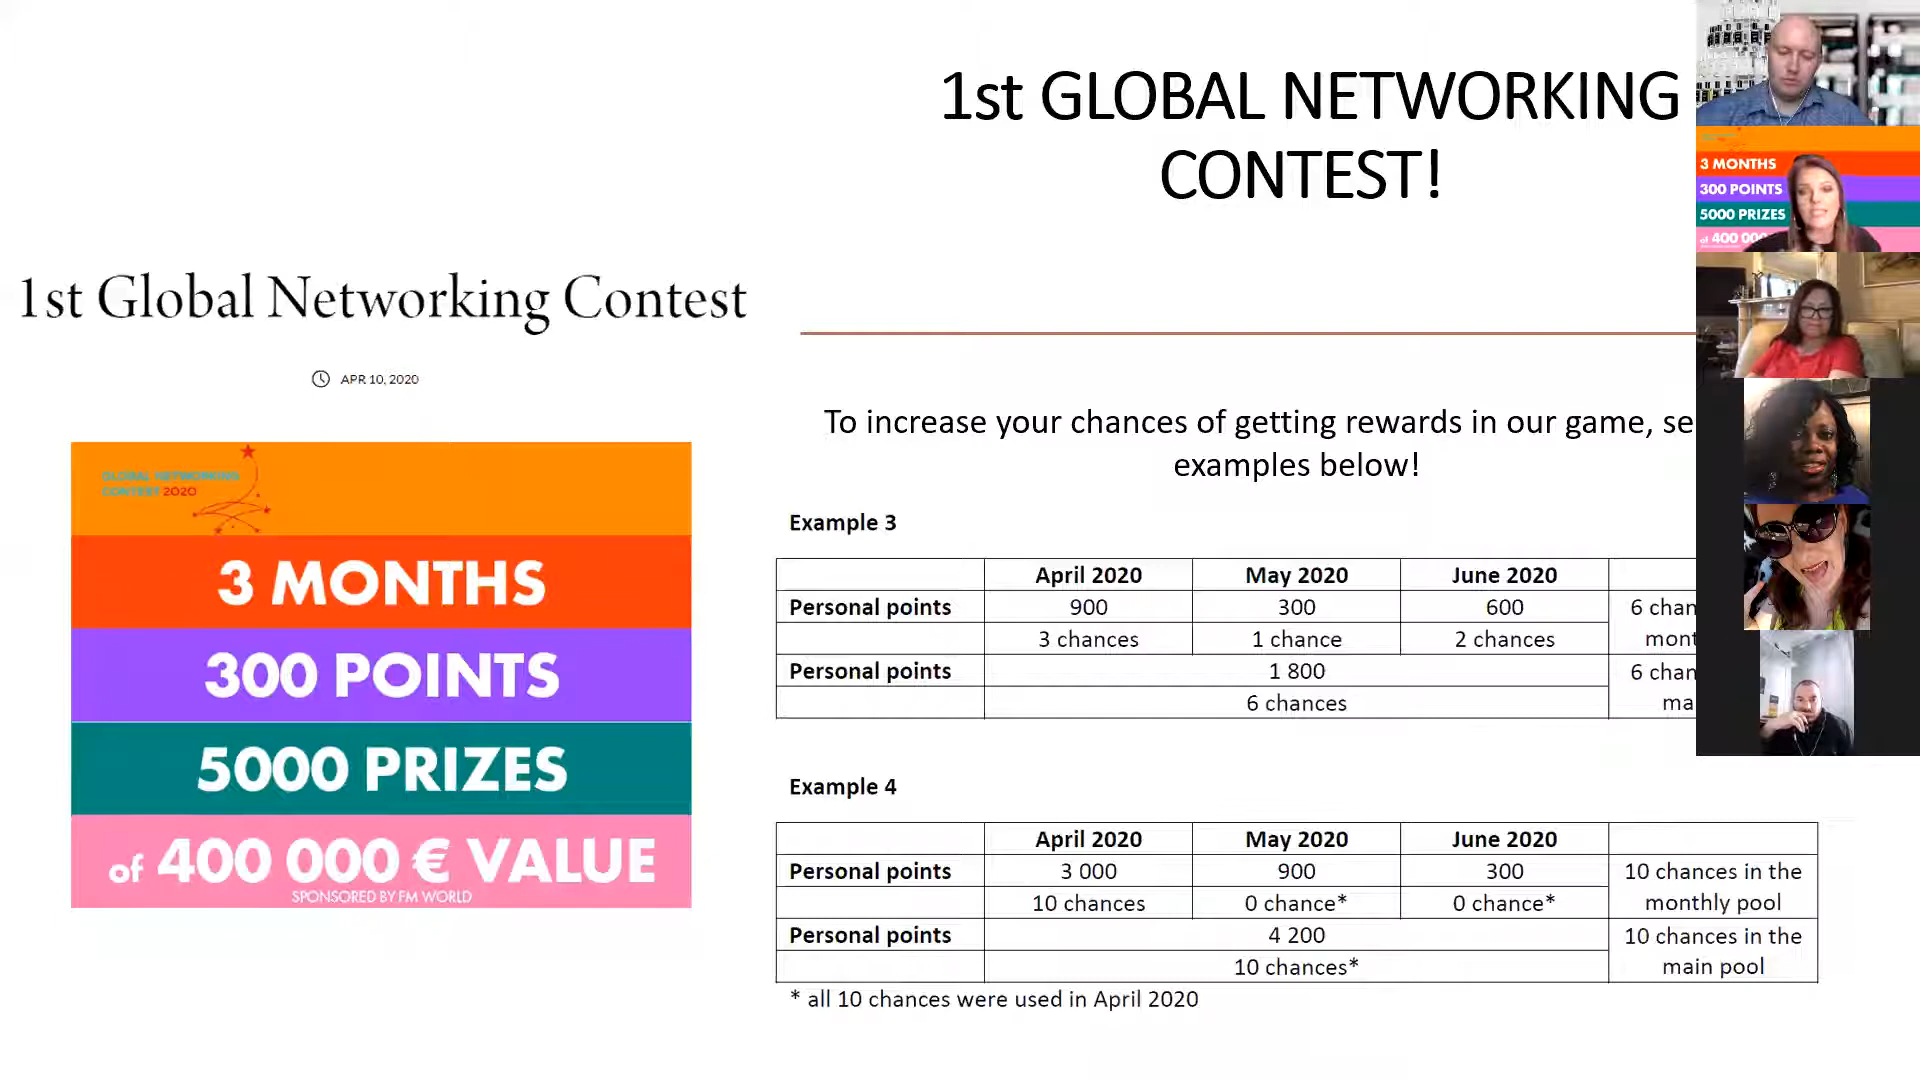 1st GLOBAL NETWORKING
CONTEST!
1st Global Networking Contest
APR 10, 2020
GLOBAL NETWORKING
CONTEST 2020
3 MONTHS
300 POINTS
5000 PRIZES
of 400 000 € VALUE
SPONSORED BY FM WORLD
To increase your chances of getting rewards in our game,
examples below!
Example 3
April 2020 May 2020 June 2020
Personal points 900 300 600 6
3 chances 1 chance 2 chances
Personal points 1 800 6
6 chances
Example 4
April 2020 May 2020 June 2020
Personal points 3 000 900 300 10 chances in the
10 chances 0 chance* 0 chance* monthly pool
Personal points 4 200 10 chances in the
10 chances* main pool
* all 10 chances were used in April 2020
3 MONTHS
300 POINTS
5000 PRIZES
of 400